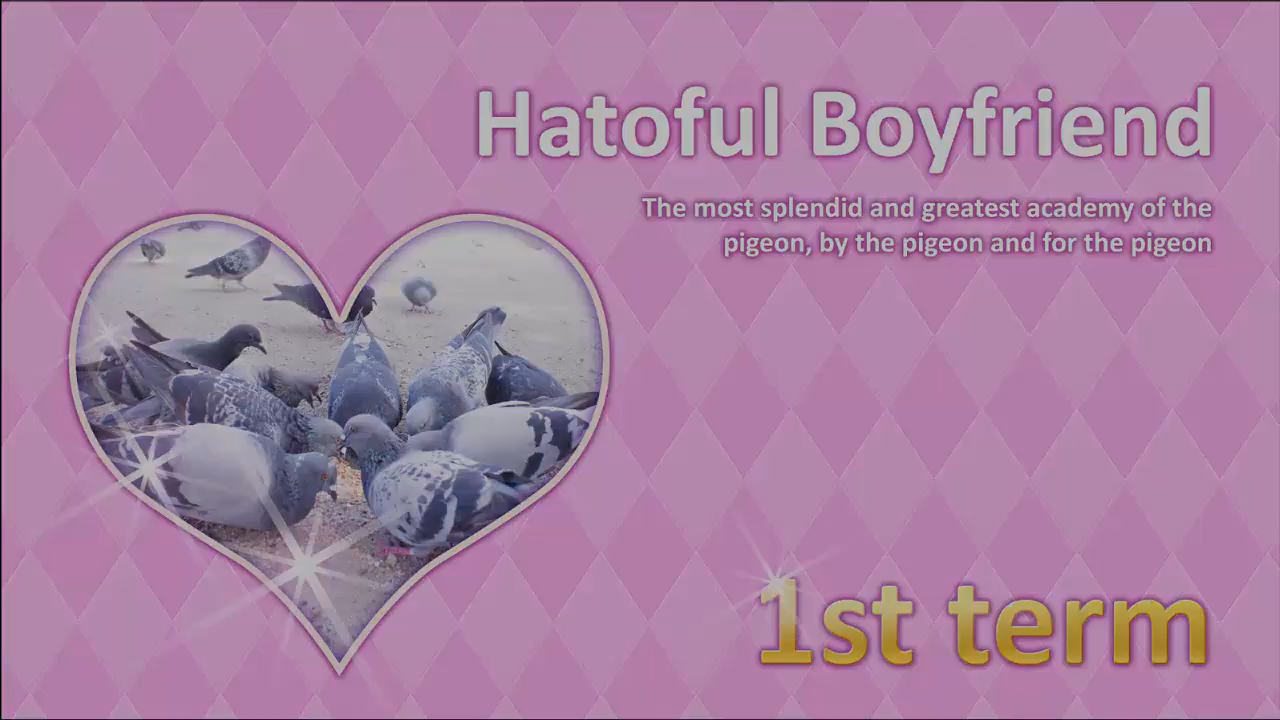 Hatoful Boyfriend
The most splendid and greatest academy of the
pigeon, by the pigeon and for the pigeon
1st term